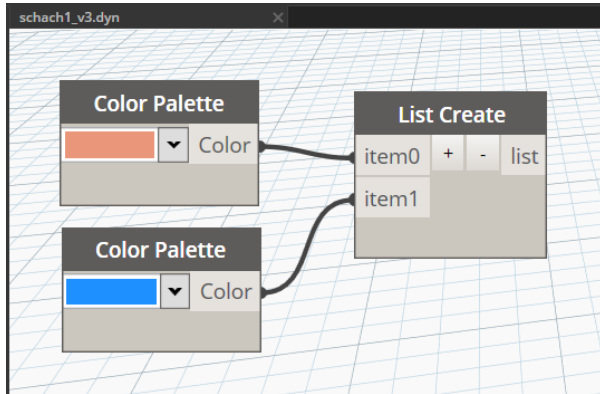 schach1_v3.dyn
Color Palette
Color
List Create
item0 + - list
item1
Color Palette
Color